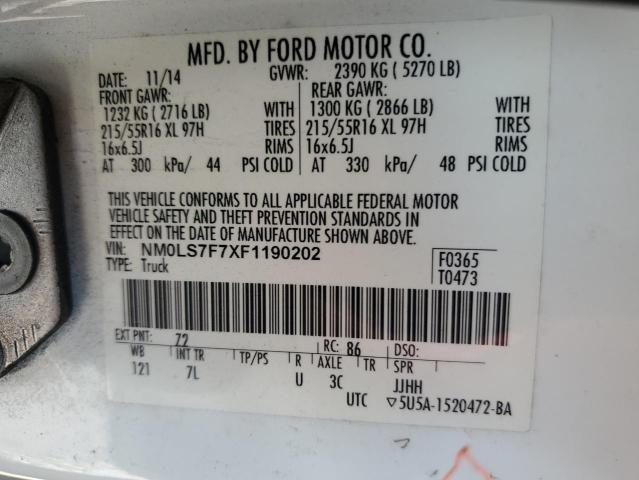 MFD. BY FORD MOTOR CO.
DATE: 11/14 GVWR: 2390 KG ( 5270 LB)
FRONT GAWR: REAR GAWR:
1232 KG ( 2716 LB) WITH 1300 KG ( 2866 LB) WITH
215/55R16 XL 97H TIRES 215/55R16 XL 97H TIRES
16x6.5J RIMS 16x6.5J RIMS
AT 300 kPa/ 44 PSI COLD AT 330 kPa/ 48 PSI COLD
THIS VEHICLE CONFORMS TO ALL APPLICABLE FEDERAL MOTOR
VEHICLE SAFETY AND THEFT PREVENTION STANDARDS IN
EFFECT ON THE DATE OF MANUFACTURE SHOWN ABOVE.
VIN: NM0LS7F7XF1190202 F0365
TYPE: Truck T0473
EXT PNT: 72 RC: 86 DSO:
WB INT TR TP/PS R AXLE TR SPR
121 7L U 3C JJHH
UTC ▽5U5A-1520472-BA